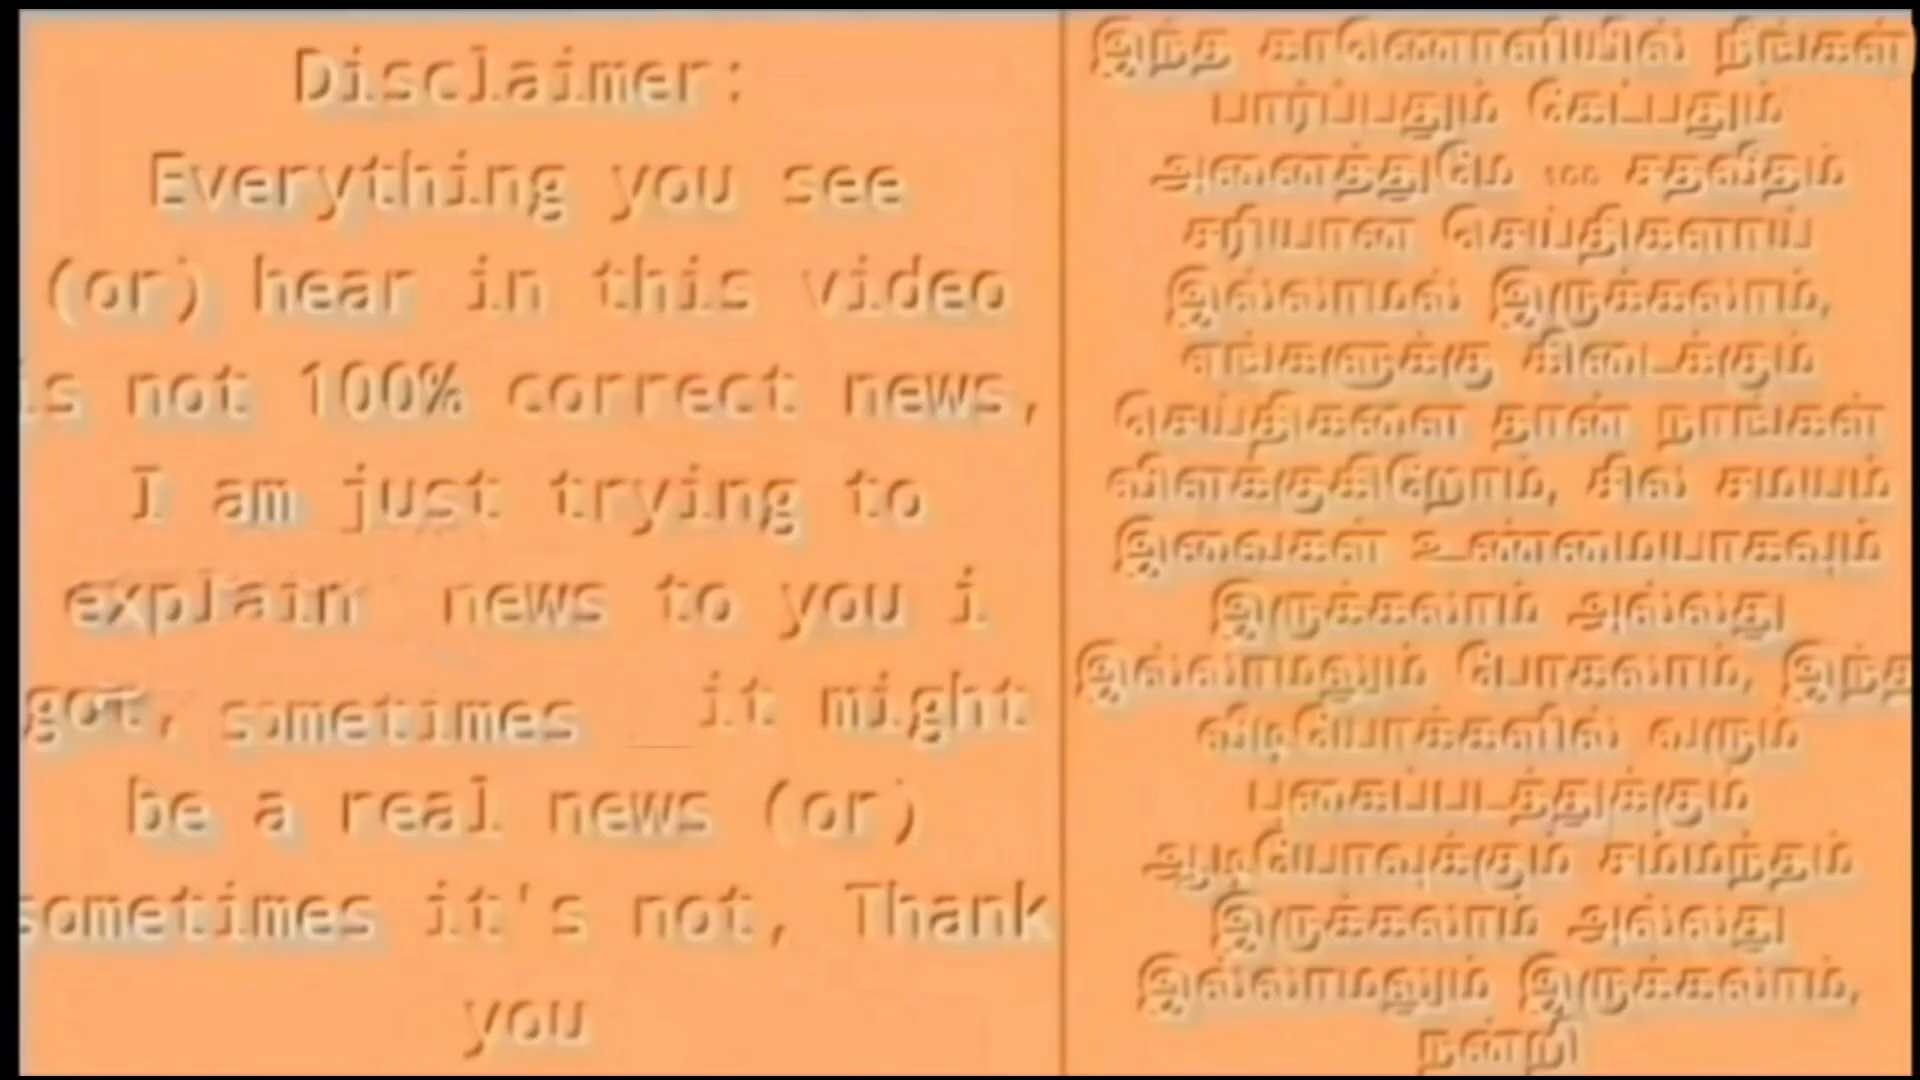 Disclaimer:
Everything you see
(or) hear in this video
is not 100% correct news,
I am just trying to
explain news to you i
got, sometimes it might
be a real news (or)
sometimes it's not, Thank
you
இந்த காணொளியில் நீங்கள்
பார்ப்பதும் கேட்பதும்
அனைத்துமே 100 சதவீதம்
சரியான செய்திகளாய்
இல்லாமல் இருக்கலாம்,
எங்களுக்கு கிடைக்கும்
செய்திகளை தான் நாங்கள்
விளக்குகிறோம், சில சமயம்
இவைகள் உண்மையாகவும்
இருக்கலாம் அல்லது
இல்லாமலும் போகலாம், இந்த
வீடியோக்களில் வரும்
புகைப்படத்துக்கும்
ஆடியோவுக்கும் சம்மந்தம்
இருக்கலாம் அல்லது
இல்லாமலும் இருக்கலாம்,
நன்றி